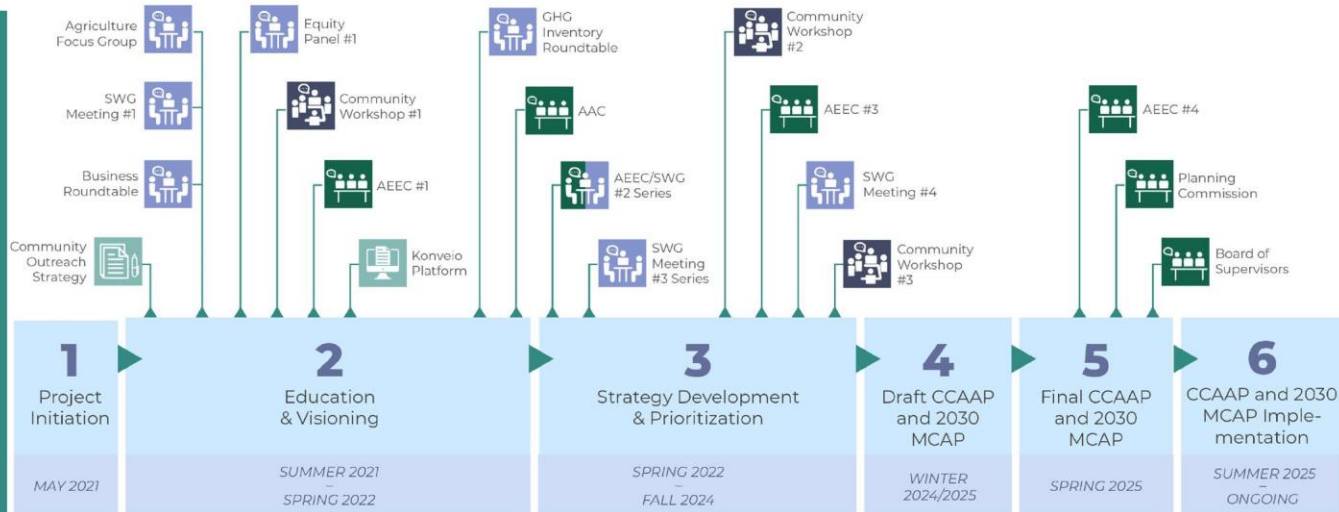 Agriculture
Focus Group
Equity
Panel #1
GHG
Inventory
Roundtable
Community
Workshop
#2
SWG
Meeting #1
Community
Workshop #1
AAC
AEEC #3
AEEC #4
Business
Roundtable
AEEC #1
AEEC/SWG
#2 Series
SWG
Meeting #4
Planning
Commission
Community
Outreach
Strategy
Konveio
Platform
SWG
Meeting
#3 Series
Community
Workshop
#3
Board of
Supervisors
1
Project
Initiation
MAY 2021
2
Education
& Visioning
SUMMER 2021
–
SPRING 2022
3
Strategy Development
& Prioritization
SPRING 2022
–
FALL 2024
4
Draft CCAAP
and 2030
MCAP
WINTER
2024/2025
5
Final CCAAP
and 2030
MCAP
SPRING 2025
6
CCAAP and 2030
MCAP Imple-
mentation
SUMMER 2025
–
ONGOING